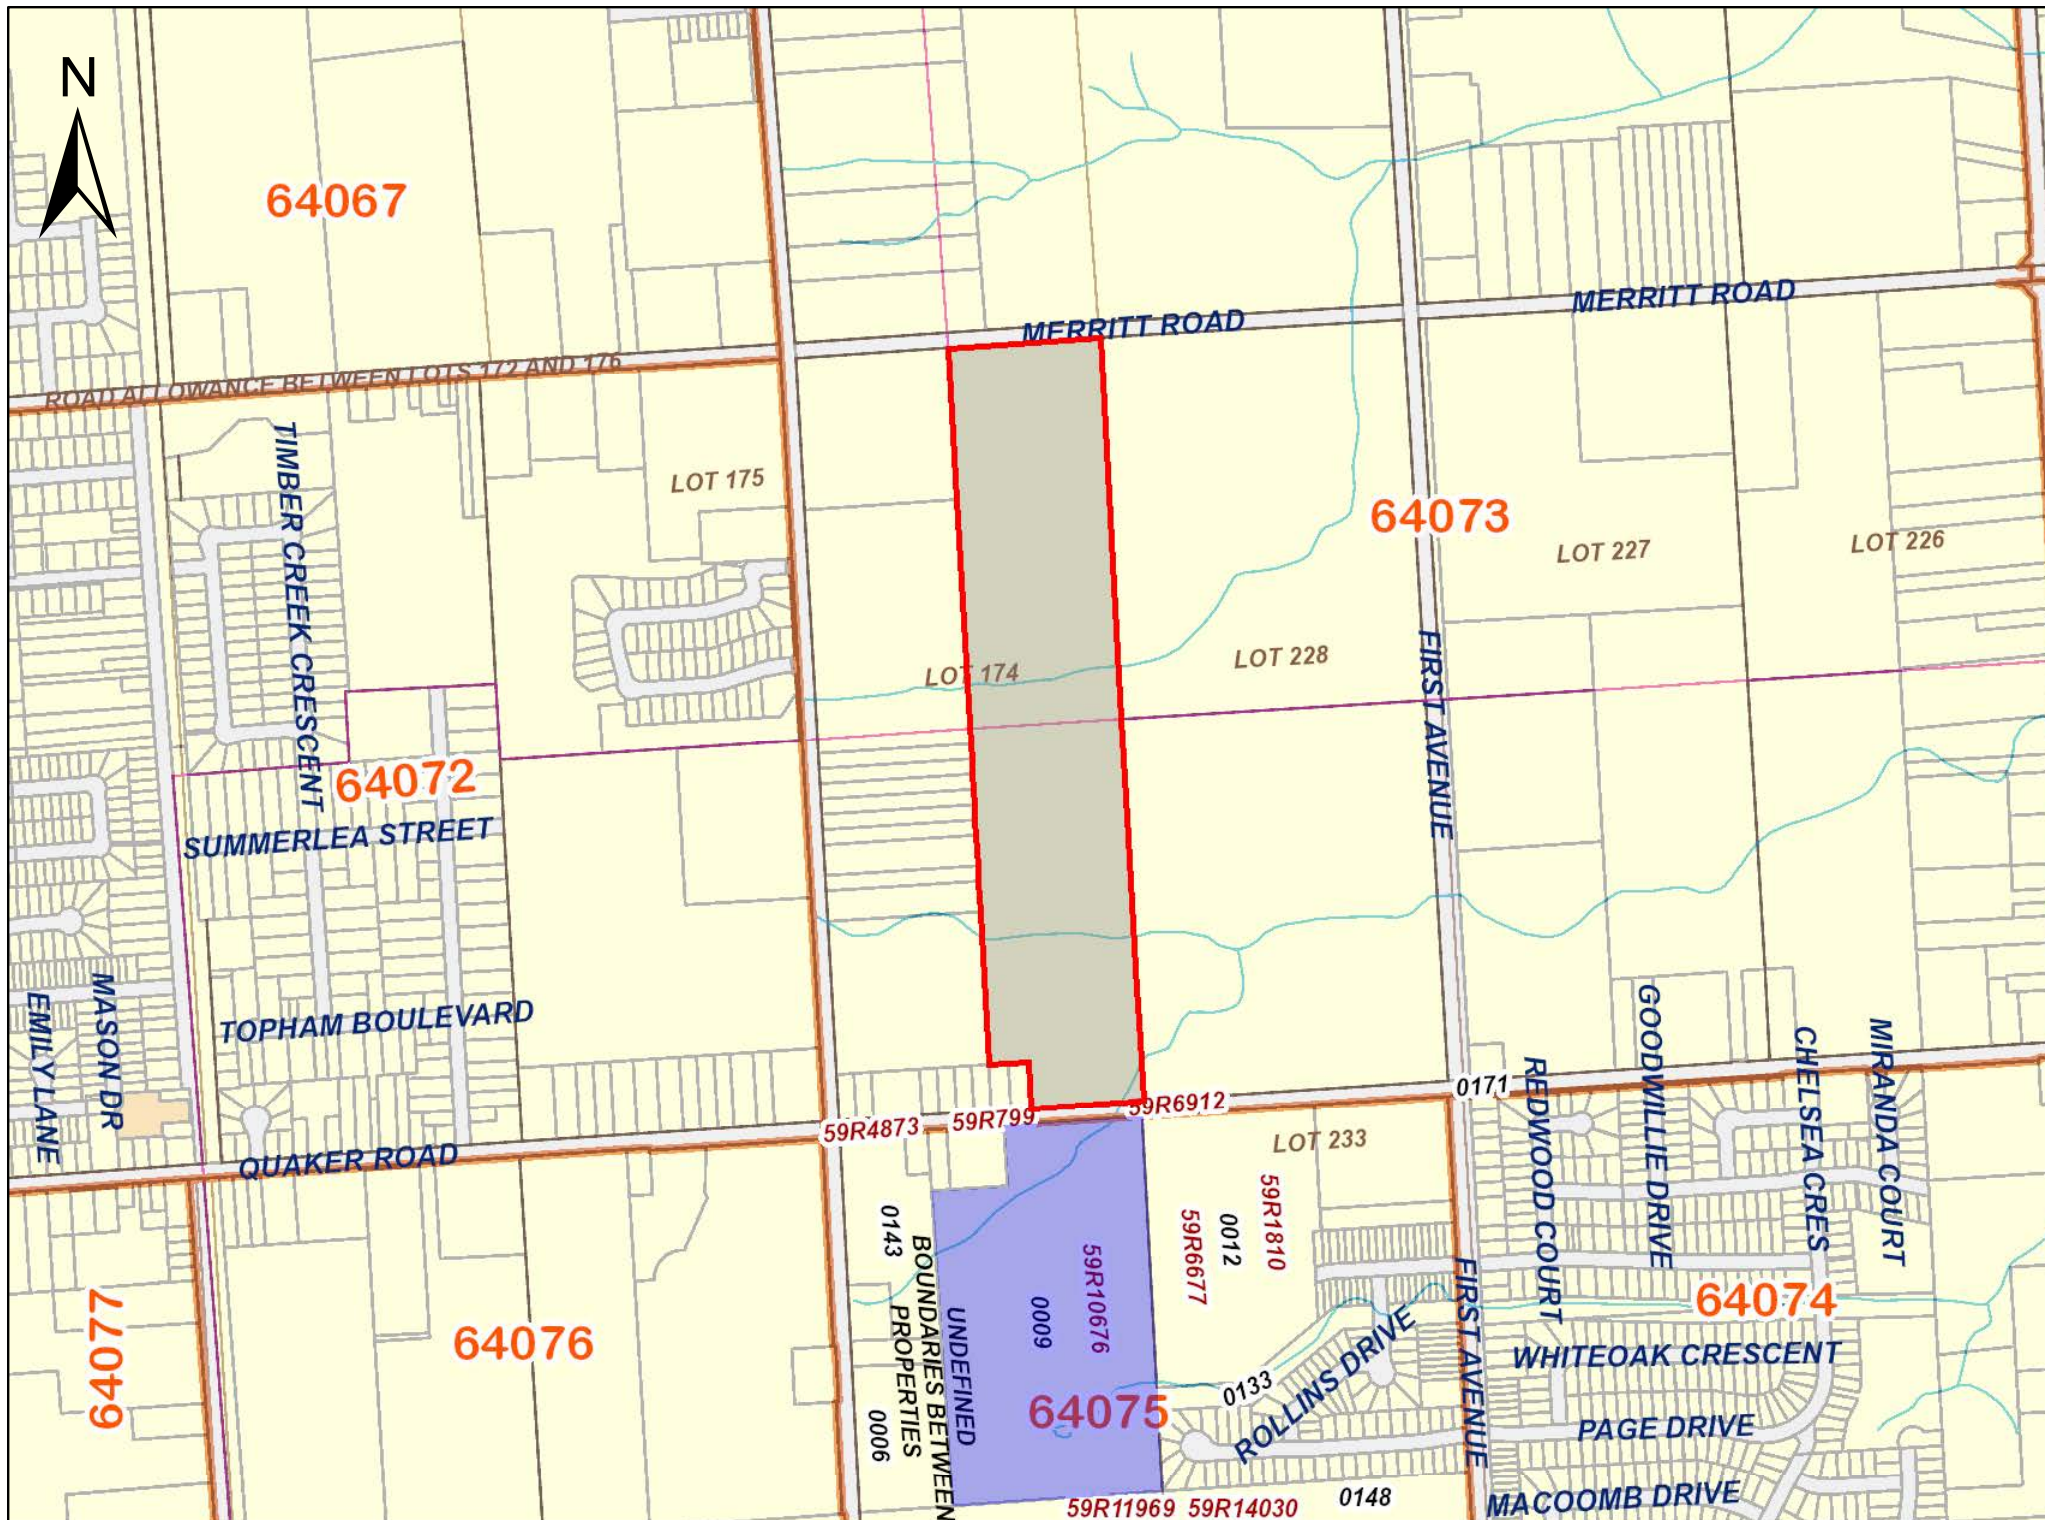 N
64067
MERRITT ROAD
MERRITT ROAD
ROAD ALLOWANCE BETWEEN LOTS 172 AND 176
TIMBER CREEK CRESCENT
LOT 175
64073
LOT 227
LOT 226
LOT 174
LOT 228
FIRST AVENUE
64072
SUMMERLEA STREET
EMILY LANE
MASON DR
TOPHAM BOULEVARD
QUAKER ROAD
59R4873
59R799
59R6912
0171
LOT 233
REDWOOD COURT
GOODWILLIE DRIVE
CHELSEA CRES
MIRANDA COURT
64077
64076
0143
0006
BOUNDARIES BETWEEN
PROPERTIES
UNDEFINED
0009
59R10676
64075
59R6677
0012
59R1810
0133
ROLLINS DRIVE
FIRST AVENUE
64074
WHITEOAK CRESCENT
PAGE DRIVE
MACOOMB DRIVE
59R11969
59R14030
0148